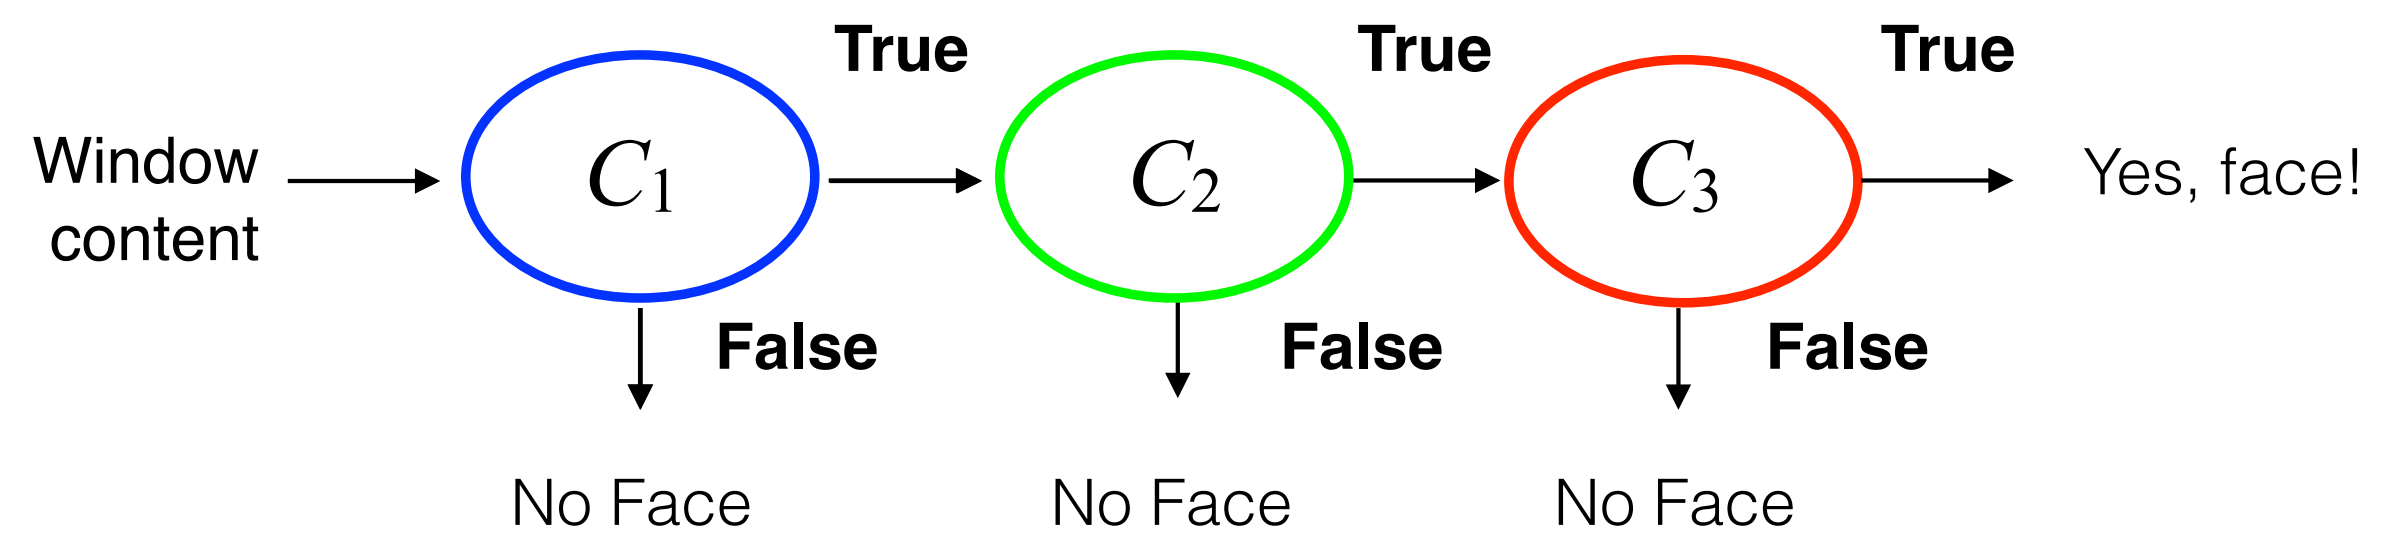 True True True
Window
content
C₁ C₂ C₃
Yes, face!
False False False
No Face No Face No Face